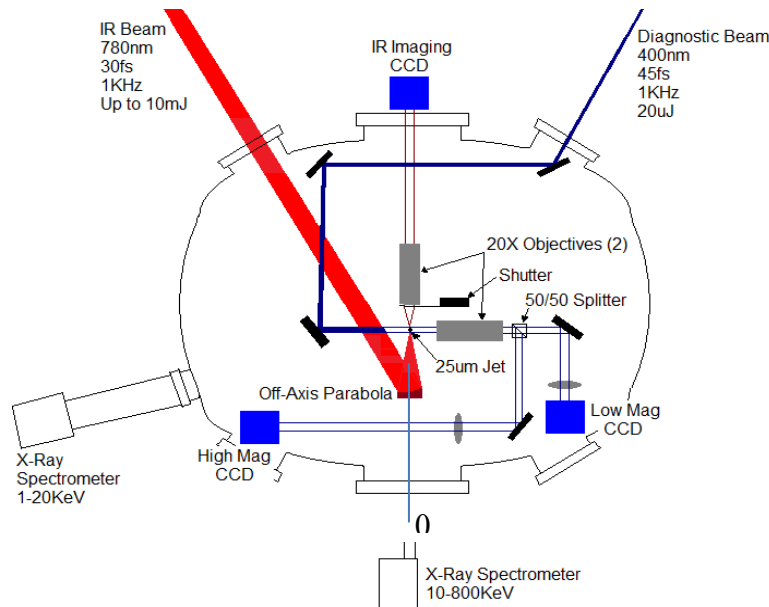 IR Beam
780nm
30fs
1KHz
Up to 10mJ
IR Imaging
CCD
Diagnostic Beam
400nm
45fs
1KHz
20uJ
20X Objectives (2)
Shutter
50/50 Splitter
25um Jet
Off-Axis Parabola
Low Mag
CCD
High Mag
CCD
X-Ray
Spectrometer
1-20KeV
0
X-Ray Spectrometer
10-800KeV